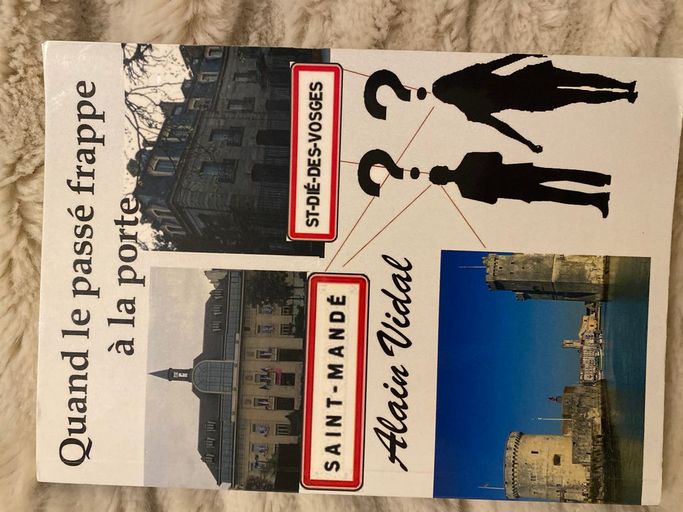 Quand le passé frappe
à la porte
ST-DIÉ-DES-VOSGES
? ?
SAINT-MANDÉ
Alain Vidal